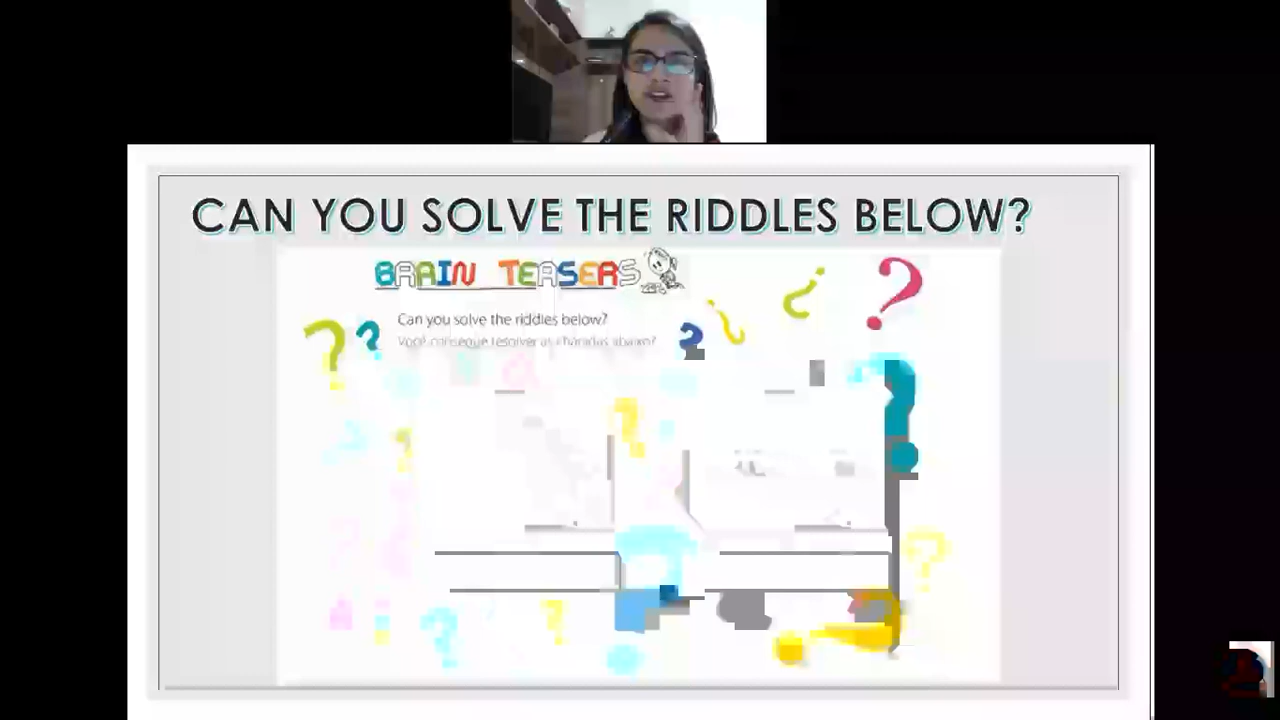 CAN YOU SOLVE THE RIDDLES BELOW?
BRAIN TEASERS
Can you solve the riddles below?
Você consegue resolver as charadas abaixo?